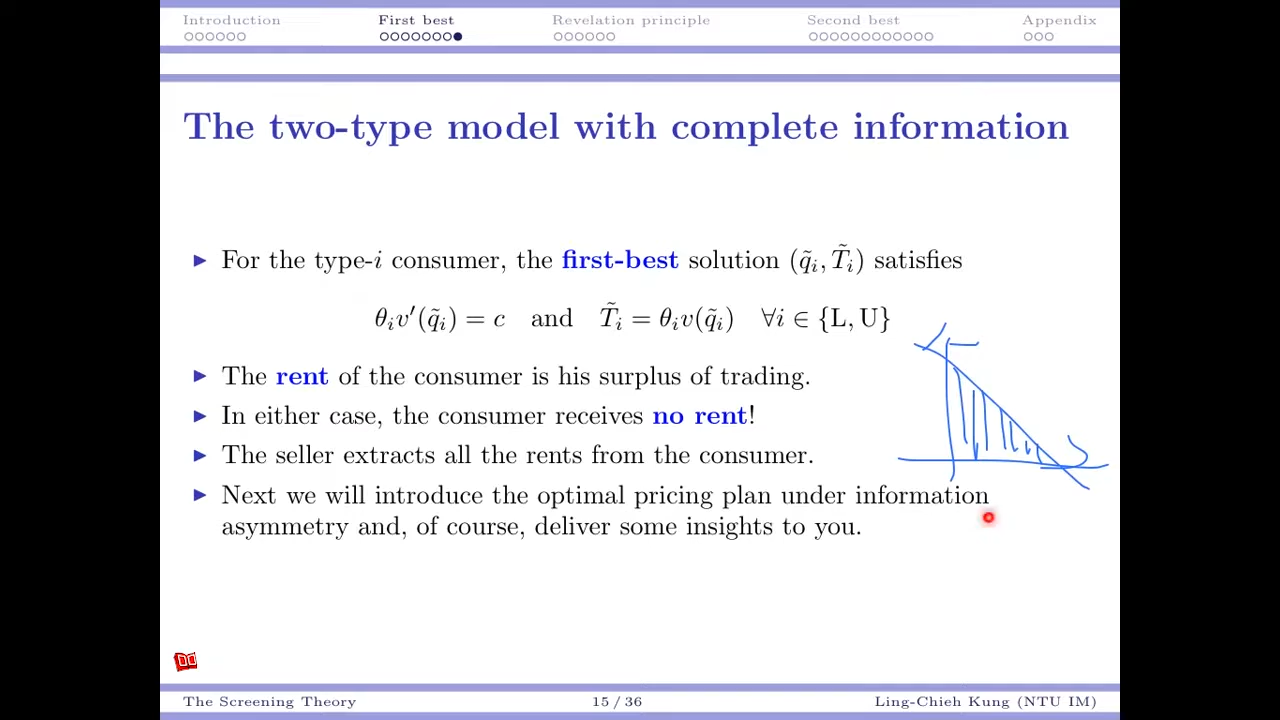 Introduction First best Revelation principle Second best Appendix
The two-type model with complete information
▶ For the type-i consumer, the first-best solution (q̃ᵢ, T̃ᵢ) satisfies
θᵢv′(q̃ᵢ) = c and T̃ᵢ = θᵢv(q̃ᵢ) ∀i ∈ {L, U}
▶ The rent of the consumer is his surplus of trading.
▶ In either case, the consumer receives no rent!
▶ The seller extracts all the rents from the consumer.
▶ Next we will introduce the optimal pricing plan under information
asymmetry and, of course, deliver some insights to you.
The Screening Theory 15 / 36 Ling-Chieh Kung (NTU IM)